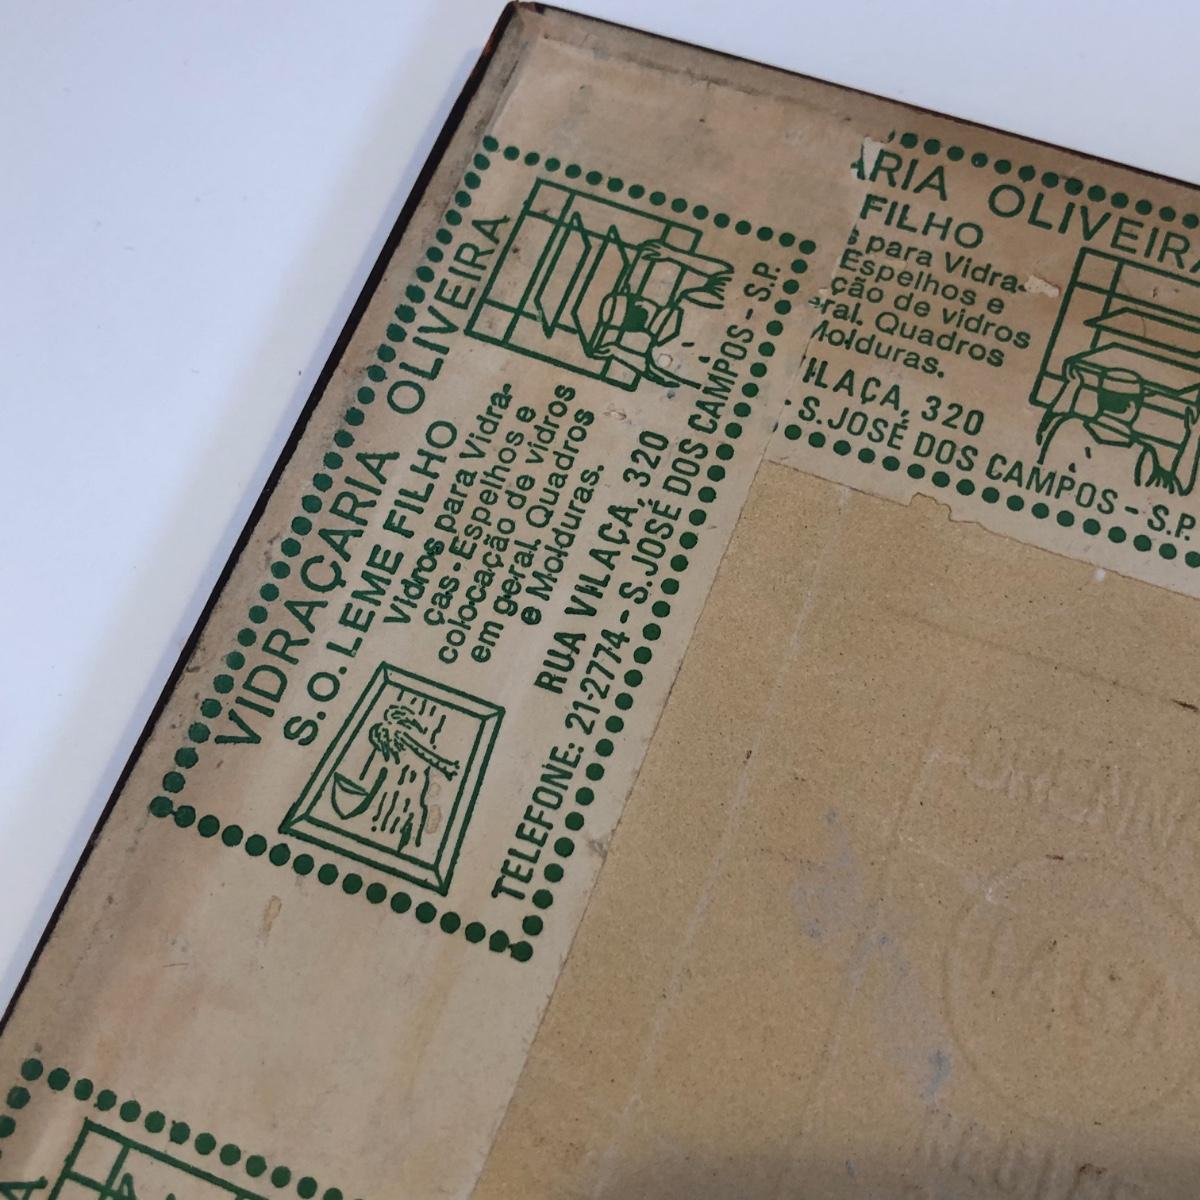 VIDRAÇARIA OLIVEIRA
S.O.LEME FILHO
Vidros para Vidra-
ças-Espelhos e
colocação de vidros
em geral. Quadros
e Molduras.
RUA VILAÇA, 320
TELEFONE: 21-2774 - S.JOSÉ DOS CAMPOS - S.P.
ARIA OLIVEIRA
FILHO
s para Vidra-
Espelhos e
ção de vidros
eral. Quadros
Molduras.
VILAÇA, 320
S.JOSÉ DOS CAMPOS - S.P.